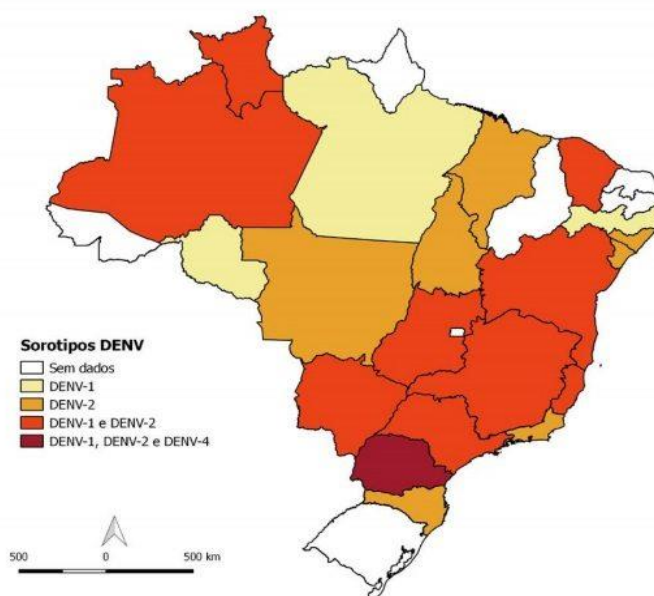 Sorotipos DENV
Sem dados
DENV-1
DENV-2
DENV-1 e DENV-2
DENV-1, DENV-2 e DENV-4
500 0 500 km